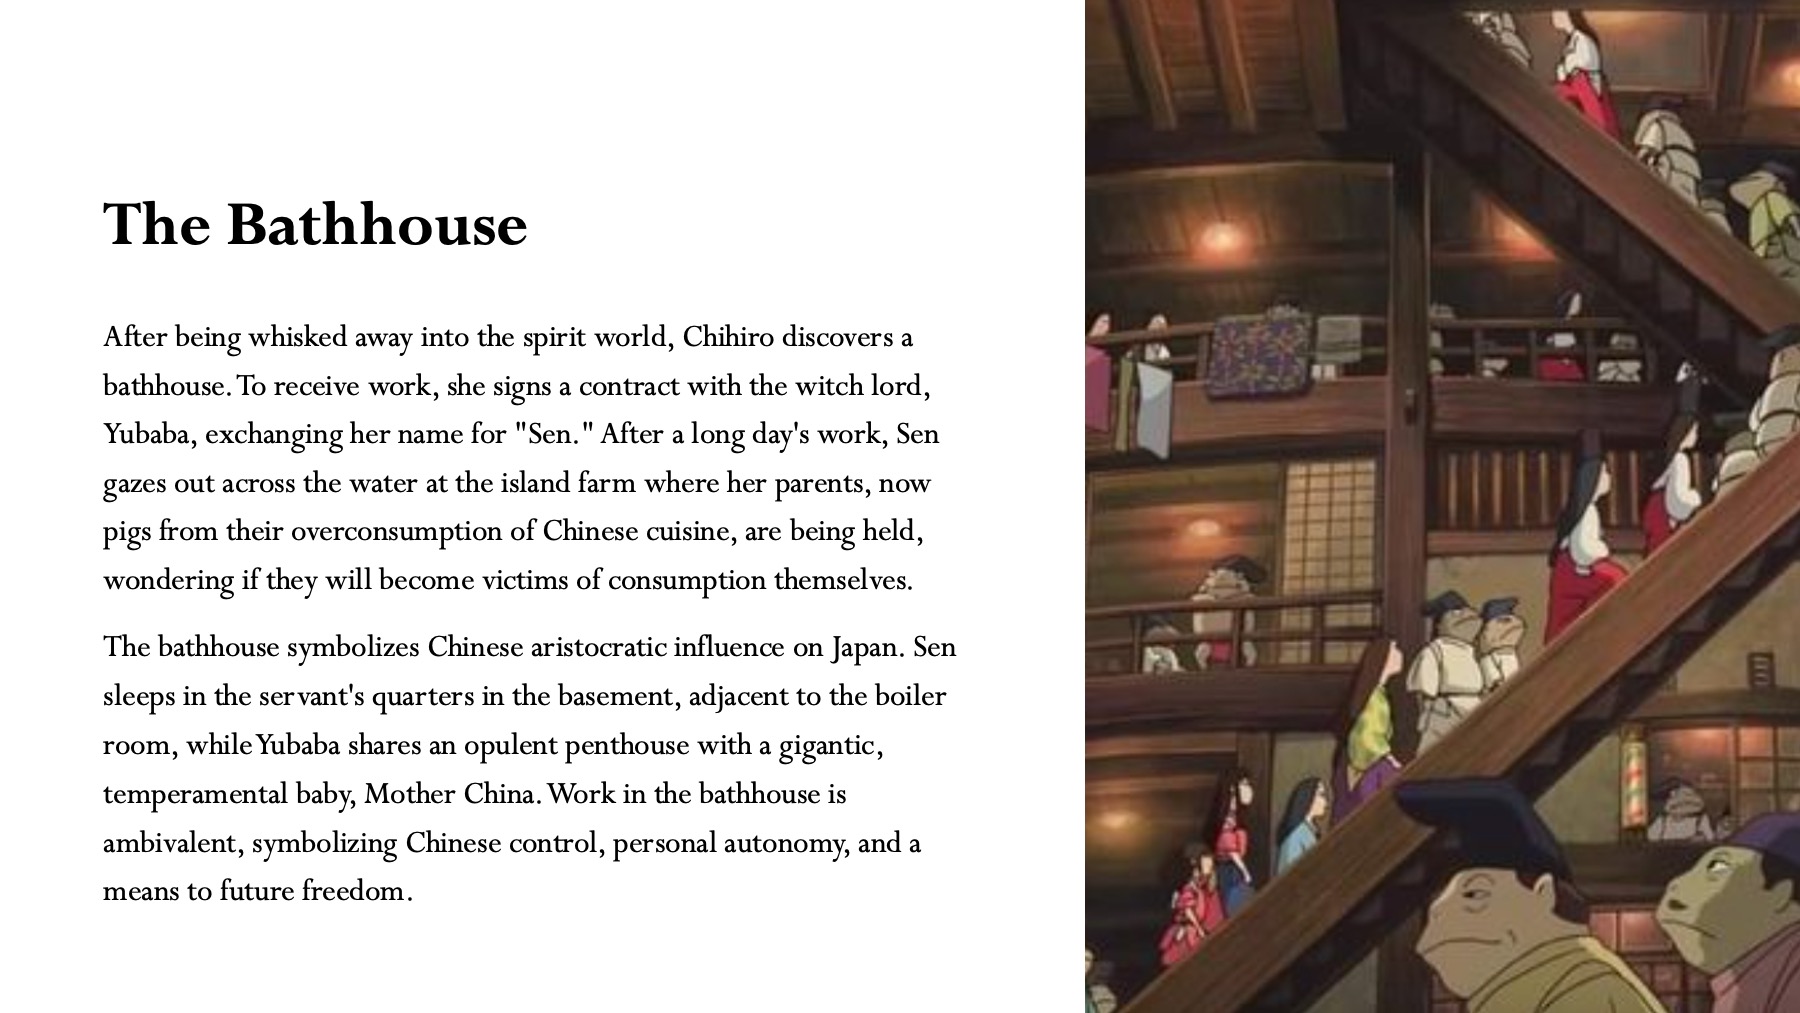 The Bathhouse
After being whisked away into the spirit world, Chihiro discovers a
bathhouse. To receive work, she signs a contract with the witch lord,
Yubaba, exchanging her name for "Sen." After a long day's work, Sen
gazes out across the water at the island farm where her parents, now
pigs from their overconsumption of Chinese cuisine, are being held,
wondering if they will become victims of consumption themselves.
The bathhouse symbolizes Chinese aristocratic influence on Japan. Sen
sleeps in the servant's quarters in the basement, adjacent to the boiler
room, while Yubaba shares an opulent penthouse with a gigantic,
temperamental baby, Mother China. Work in the bathhouse is
ambivalent, symbolizing Chinese control, personal autonomy, and a
means to future freedom.